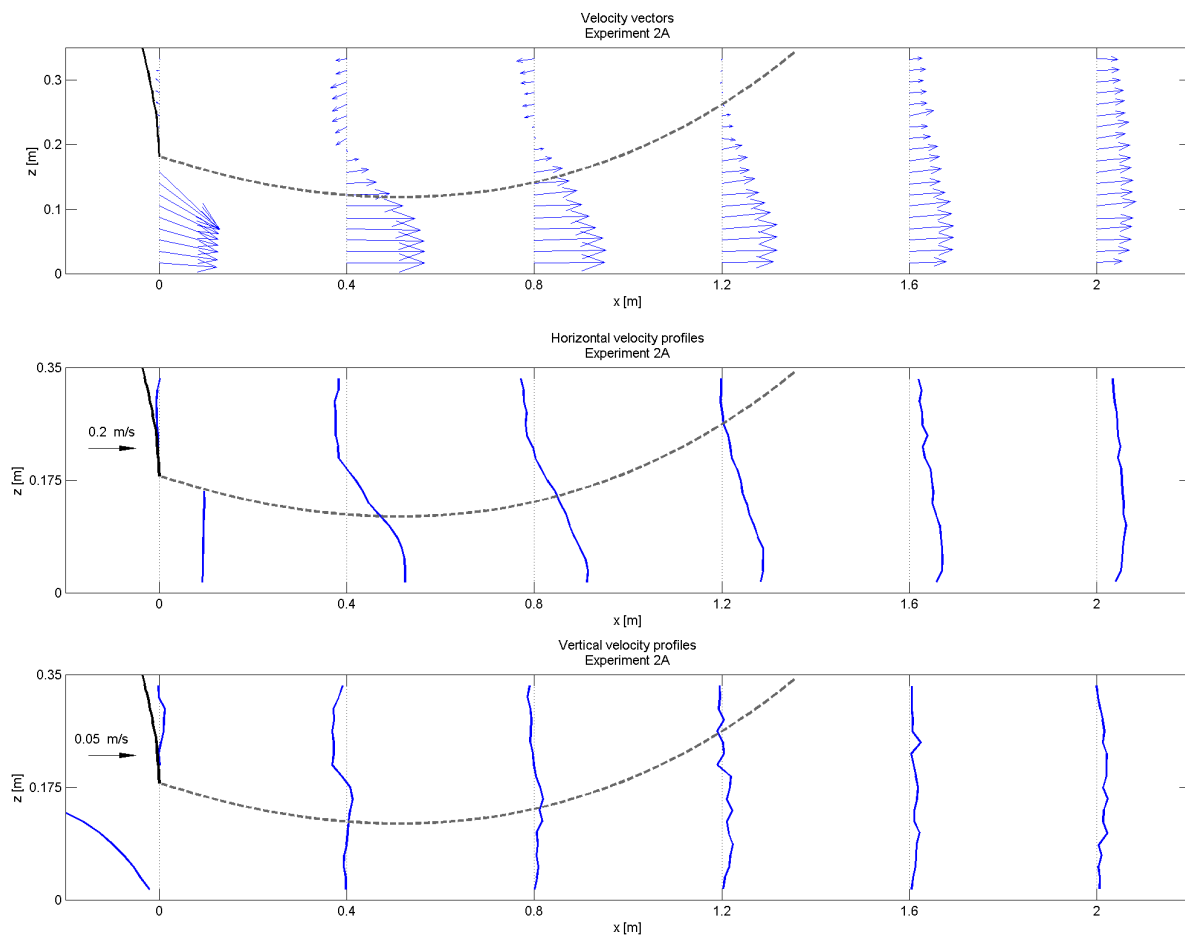 Velocity vectors
Experiment 2A
0.3
0.2
0.1
0
z [m]
0 0.4 0.8 1.2 1.6 2
x [m]
Horizontal velocity profiles
Experiment 2A
0.35
0.175
0
z [m]
0.2 m/s
0 0.4 0.8 1.2 1.6 2
x [m]
Vertical velocity profiles
Experiment 2A
0.35
0.175
0
z [m]
0.05 m/s
0 0.4 0.8 1.2 1.6 2
x [m]